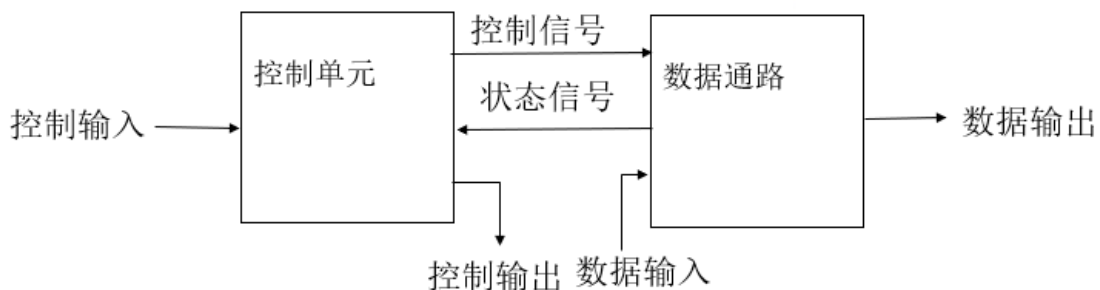 控制信号
控制单元
数据通路
状态信号
控制输入
数据输出
控制输出
数据输入